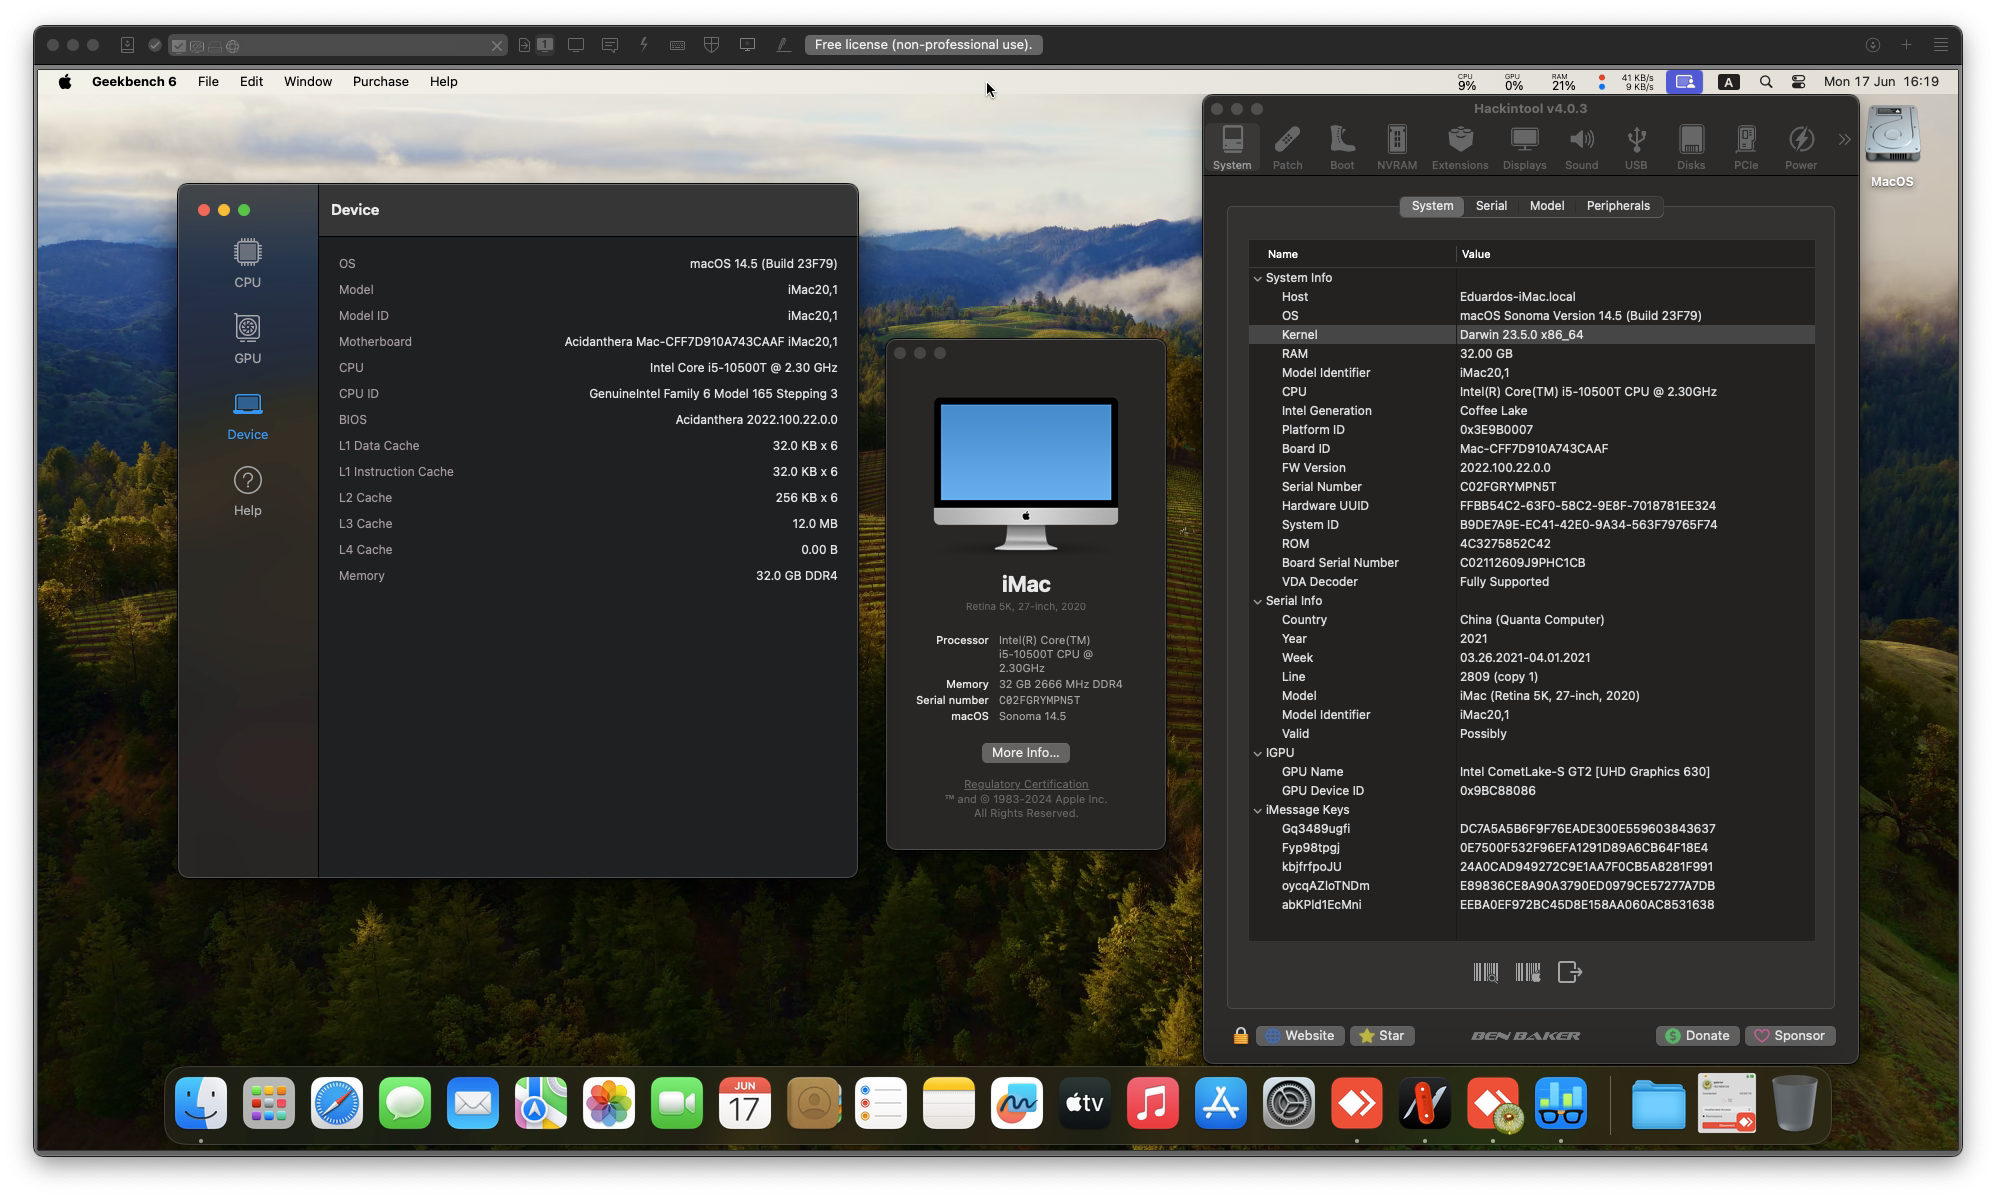 1
Free license (non-professional use).
Geekbench 6 File Edit Window Purchase Help
CPU 9% GPU 0% RAM 21% 41 KB/s 9 KB/s A Mon 17 Jun 16:19
Hackintool v4.0.3
System Patch Boot NVRAM Extensions Displays Sound USB Disks PCIe Power
MacOS
System Serial Model Peripherals
Device
CPU
GPU
Device
Help
OS macOS 14.5 (Build 23F79)
Model iMac20,1
Model ID iMac20,1
Motherboard Acidanthera Mac-CFF7D910A743CAAF iMac20,1
CPU Intel Core i5-10500T @ 2.30 GHz
CPU ID GenuineIntel Family 6 Model 165 Stepping 3
BIOS Acidanthera 2022.100.22.0.0
L1 Data Cache 32.0 KB x 6
L1 Instruction Cache 32.0 KB x 6
L2 Cache 256 KB x 6
L3 Cache 12.0 MB
L4 Cache 0.00 B
Memory 32.0 GB DDR4
iMac
Retina 5K, 27-inch, 2020
Processor Intel(R) Core(TM)
i5-10500T CPU @
2.30GHz
Memory 32 GB 2666 MHz DDR4
Serial number C02FGRYMPN5T
macOS Sonoma 14.5
More Info...
Regulatory Certification
™ and © 1983-2024 Apple Inc.
All Rights Reserved.
Name Value
System Info
Host Eduardos-iMac.local
OS macOS Sonoma Version 14.5 (Build 23F79)
Kernel Darwin 23.5.0 x86_64
RAM 32.00 GB
Model Identifier iMac20,1
CPU Intel(R) Core(TM) i5-10500T CPU @ 2.30GHz
Intel Generation Coffee Lake
Platform ID 0x3E9B0007
Board ID Mac-CFF7D910A743CAAF
FW Version 2022.100.22.0.0
Serial Number C02FGRYMPN5T
Hardware UUID FFBB54C2-63F0-58C2-9E8F-7018781EE324
System ID B9DE7A9E-EC41-42E0-9A34-563F79765F74
ROM 4C3275852C42
Board Serial Number C02112609J9PHC1CB
VDA Decoder Fully Supported
Serial Info
Country China (Quanta Computer)
Year 2021
Week 03.26.2021-04.01.2021
Line 2809 (copy 1)
Model iMac (Retina 5K, 27-inch, 2020)
Model Identifier iMac20,1
Valid Possibly
IGPU
GPU Name Intel CometLake-S GT2 [UHD Graphics 630]
GPU Device ID 0x9BC88086
iMessage Keys
Gq3489ugfi DC7A5A5B6F9F76EADE300E559603843637
Fyp98tpgj 0E7500F532F96EFA1291D89A6CB64F18E4
kbjfrfpoJU 24A0CAD949272C9E1AA7F0CB5A8281F991
oycqAZloTNDm E89836CE8A90A3790ED0979CE57277A7DB
abKPld1EcMni EEBA0EF972BC45D8E158AA060AC8531638
Website Star BEN BAKER Donate Sponsor
JUN
17
tv